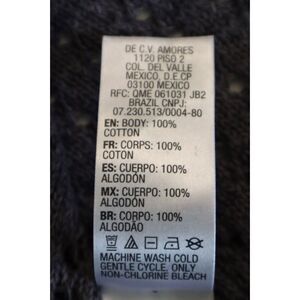 DE C.V. AMORES
1120 PISO 2
COL. DEL VALLE
MEXICO, D.F. CP
03100 MEXICO
RFC: QME 061031 JB2
BRAZIL CNPJ:
07.230.513/0004-80
EN: BODY: 100%
COTTON
FR: CORPS: 100%
COTON
ES: CUERPO: 100%
ALGODÓN
MX: CUERPO: 100%
ALGODÓN
BR: CORPO: 100%
ALGODÃO
MACHINE WASH COLD
GENTLE CYCLE. ONLY
NON-CHLORINE BLEACH